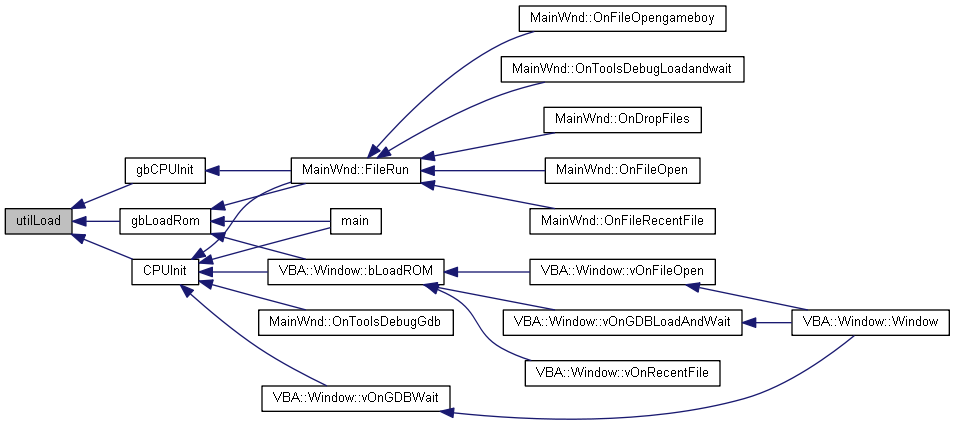 MainWnd::OnFileOpengameboy
MainWnd::OnToolsDebugLoadandwait
MainWnd::OnDropFiles
gbCPUInit
MainWnd::FileRun
MainWnd::OnFileOpen
utilLoad
gbLoadRom
main
MainWnd::OnFileRecentFile
CPUInit
VBA::Window::bLoadROM
VBA::Window::vOnFileOpen
MainWnd::OnToolsDebugGdb
VBA::Window::vOnGDBLoadAndWait
VBA::Window::Window
VBA::Window::vOnRecentFile
VBA::Window::vOnGDBWait